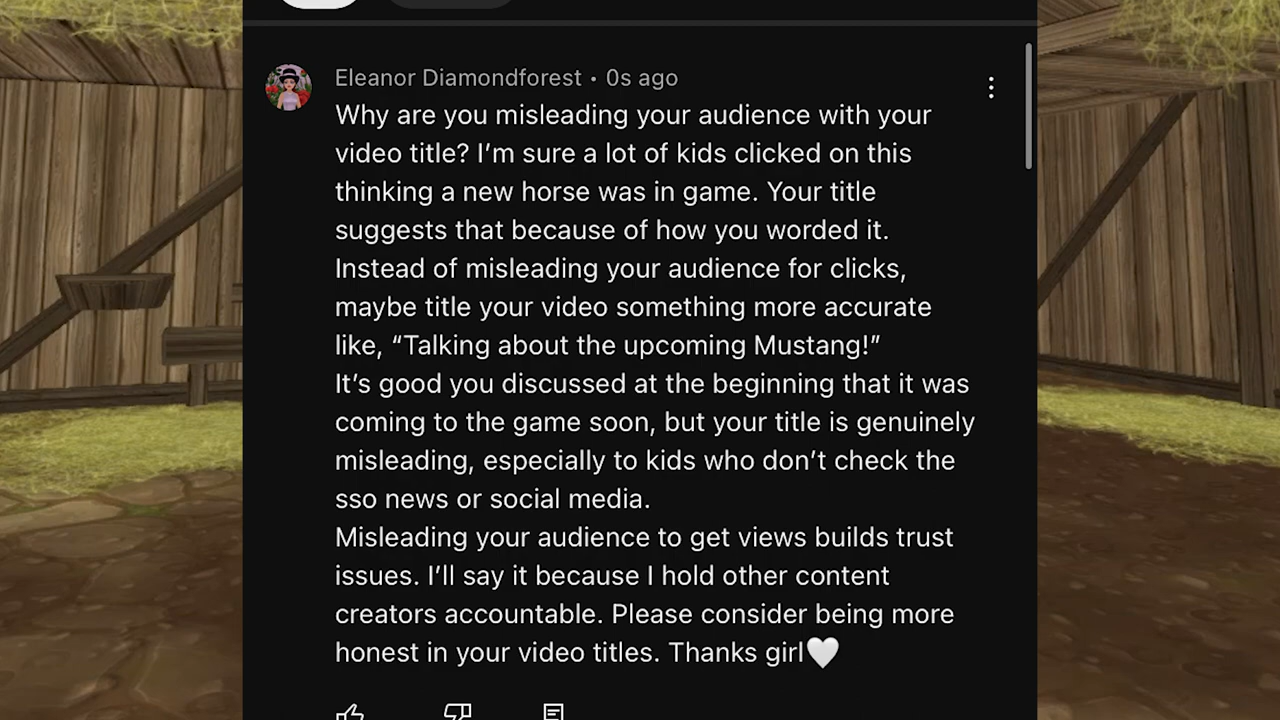 Eleanor Diamondforest • 0s ago
Why are you misleading your audience with your
video title? I’m sure a lot of kids clicked on this
thinking a new horse was in game. Your title
suggests that because of how you worded it.
Instead of misleading your audience for clicks,
maybe title your video something more accurate
like, “Talking about the upcoming Mustang!”
It’s good you discussed at the beginning that it was
coming to the game soon, but your title is genuinely
misleading, especially to kids who don’t check the
sso news or social media.
Misleading your audience to get views builds trust
issues. I’ll say it because I hold other content
creators accountable. Please consider being more
honest in your video titles. Thanks girl🤍